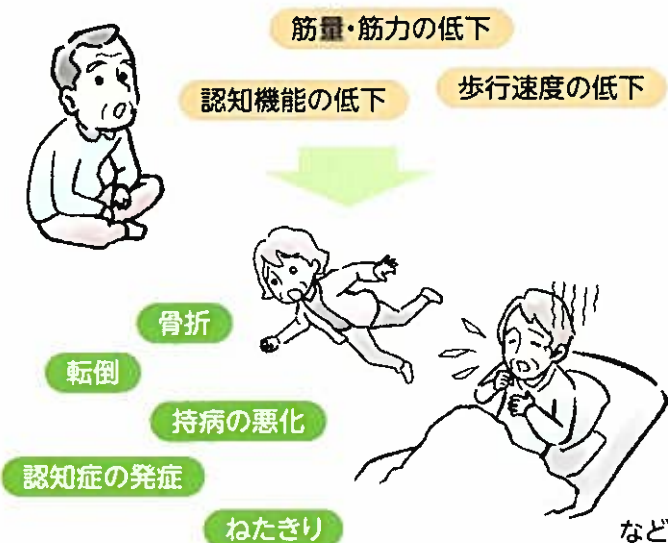 筋量・筋力の低下
認知機能の低下
歩行速度の低下
骨折
転倒
持病の悪化
認知症の発症
ねたきり
など